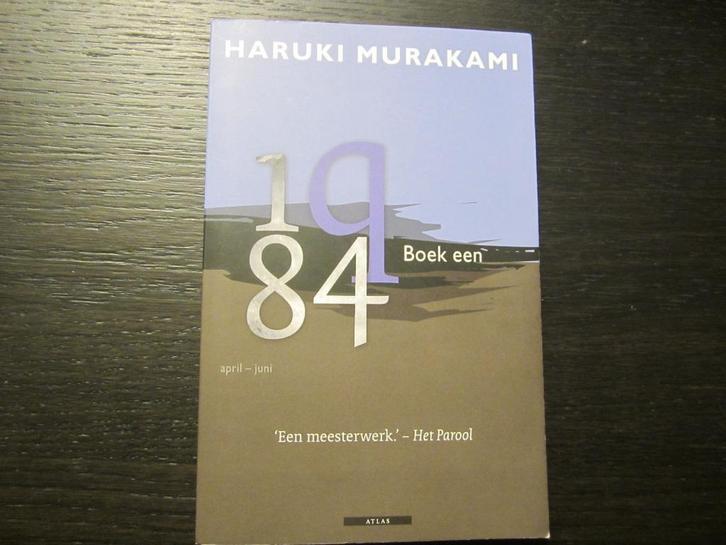 HARUKI MURAKAMI
1q
84
Boek een
april – juni
‘Een meesterwerk.’ – Het Parool
ATLAS